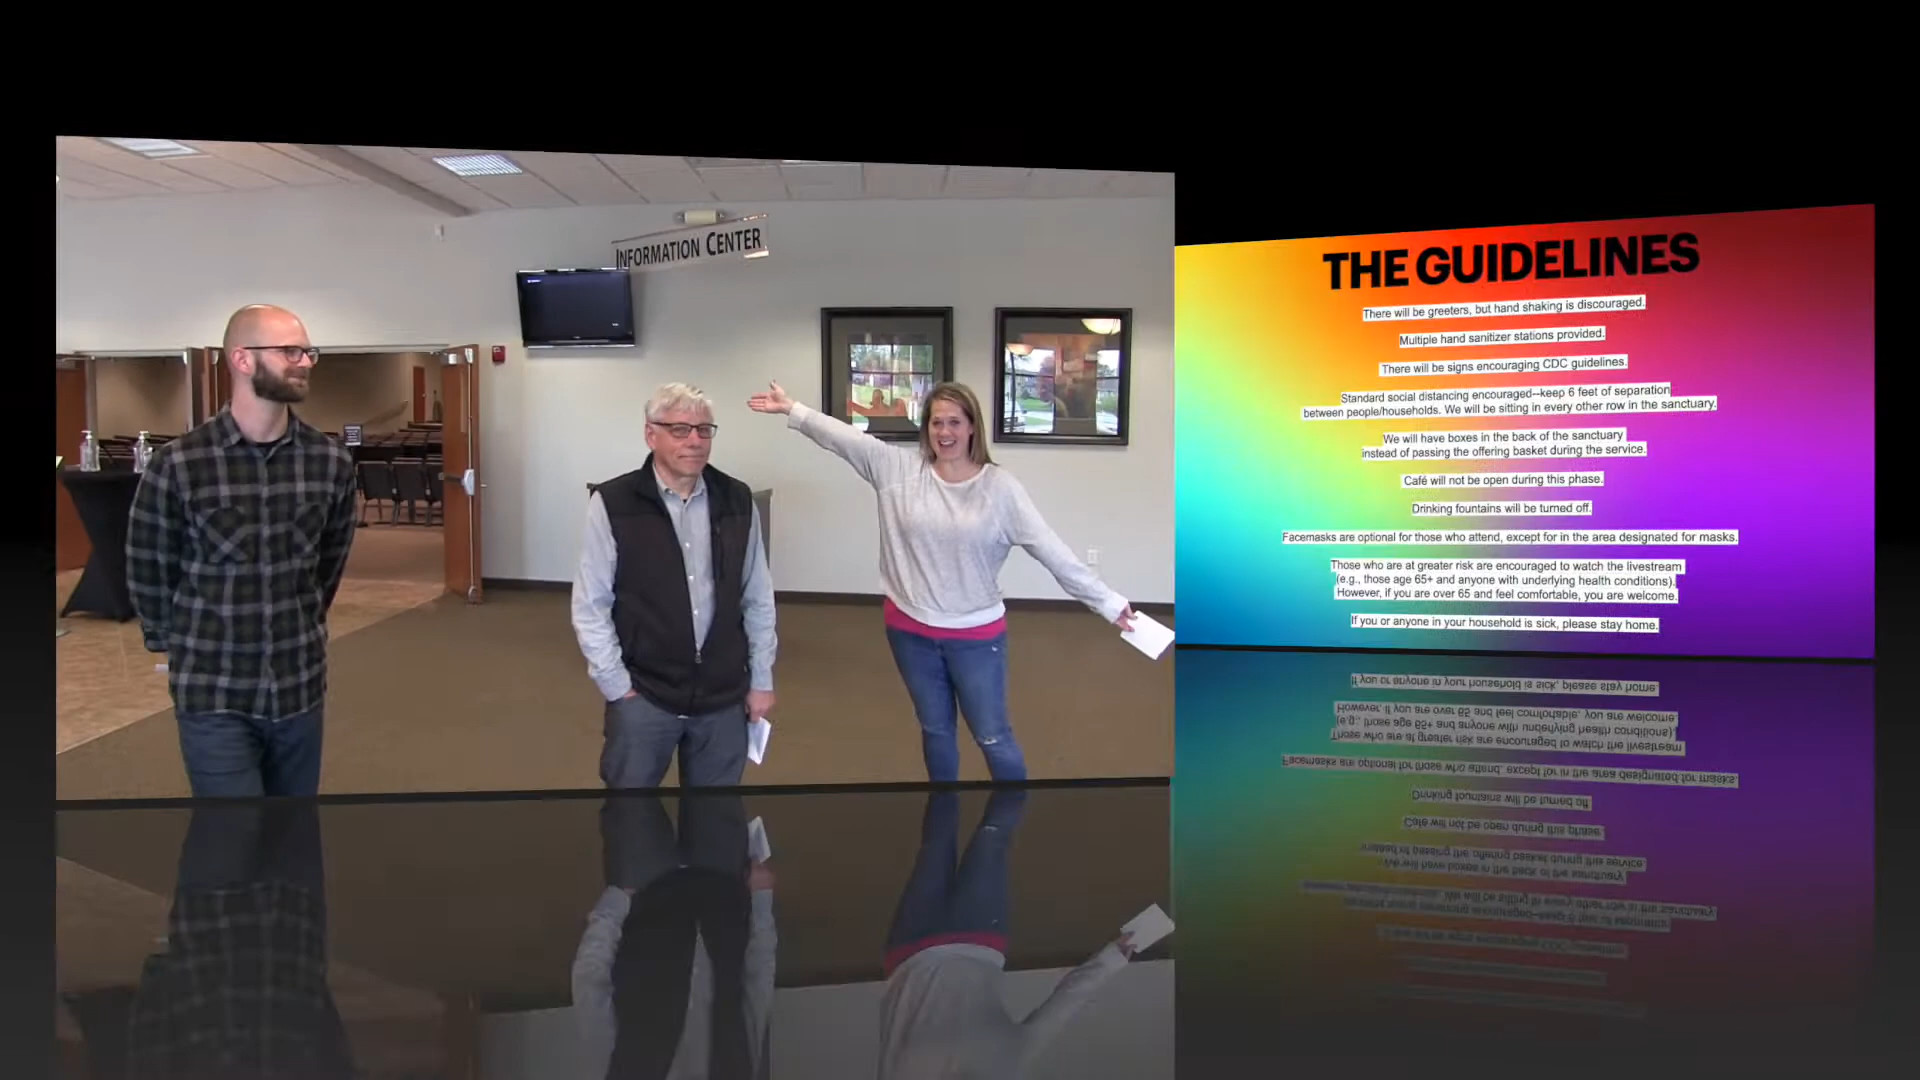 INFORMATION CENTER
THE GUIDELINES
There will be greeters, but hand shaking is discouraged.
Multiple hand sanitizer stations provided.
There will be signs encouraging CDC guidelines.
Standard social distancing encouraged--keep 6 feet of separation
between people/households. We will be sitting in every other row in the sanctuary.
We will have boxes in the back of the sanctuary
instead of passing the offering basket during the service.
Café will not be open during this phase.
Drinking fountains will be turned off.
Facemasks are optional for those who attend, except for in the area designated for masks.
Those who are at greater risk are encouraged to watch the livestream
(e.g., those age 65+ and anyone with underlying health conditions).
However, if you are over 65 and feel comfortable, you are welcome.
If you or anyone in your household is sick, please stay home.